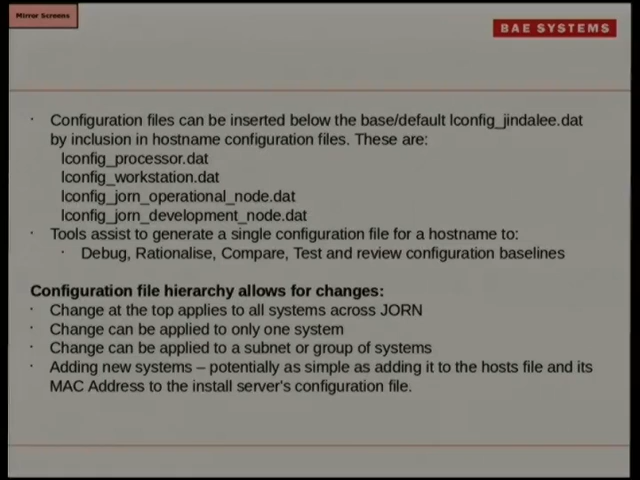 Mirror Screens
BAE SYSTEMS
· Configuration files can be inserted below the base/default lconfig_jindalee.dat
by inclusion in hostname configuration files. These are:
lconfig_processor.dat
lconfig_workstation.dat
lconfig_jorn_operational_node.dat
lconfig_jorn_development_node.dat
· Tools assist to generate a single configuration file for a hostname to:
· Debug, Rationalise, Compare, Test and review configuration baselines
Configuration file hierarchy allows for changes:
· Change at the top applies to all systems across JORN
· Change can be applied to only one system
· Change can be applied to a subnet or group of systems
· Adding new systems – potentially as simple as adding it to the hosts file and its
MAC Address to the install server's configuration file.